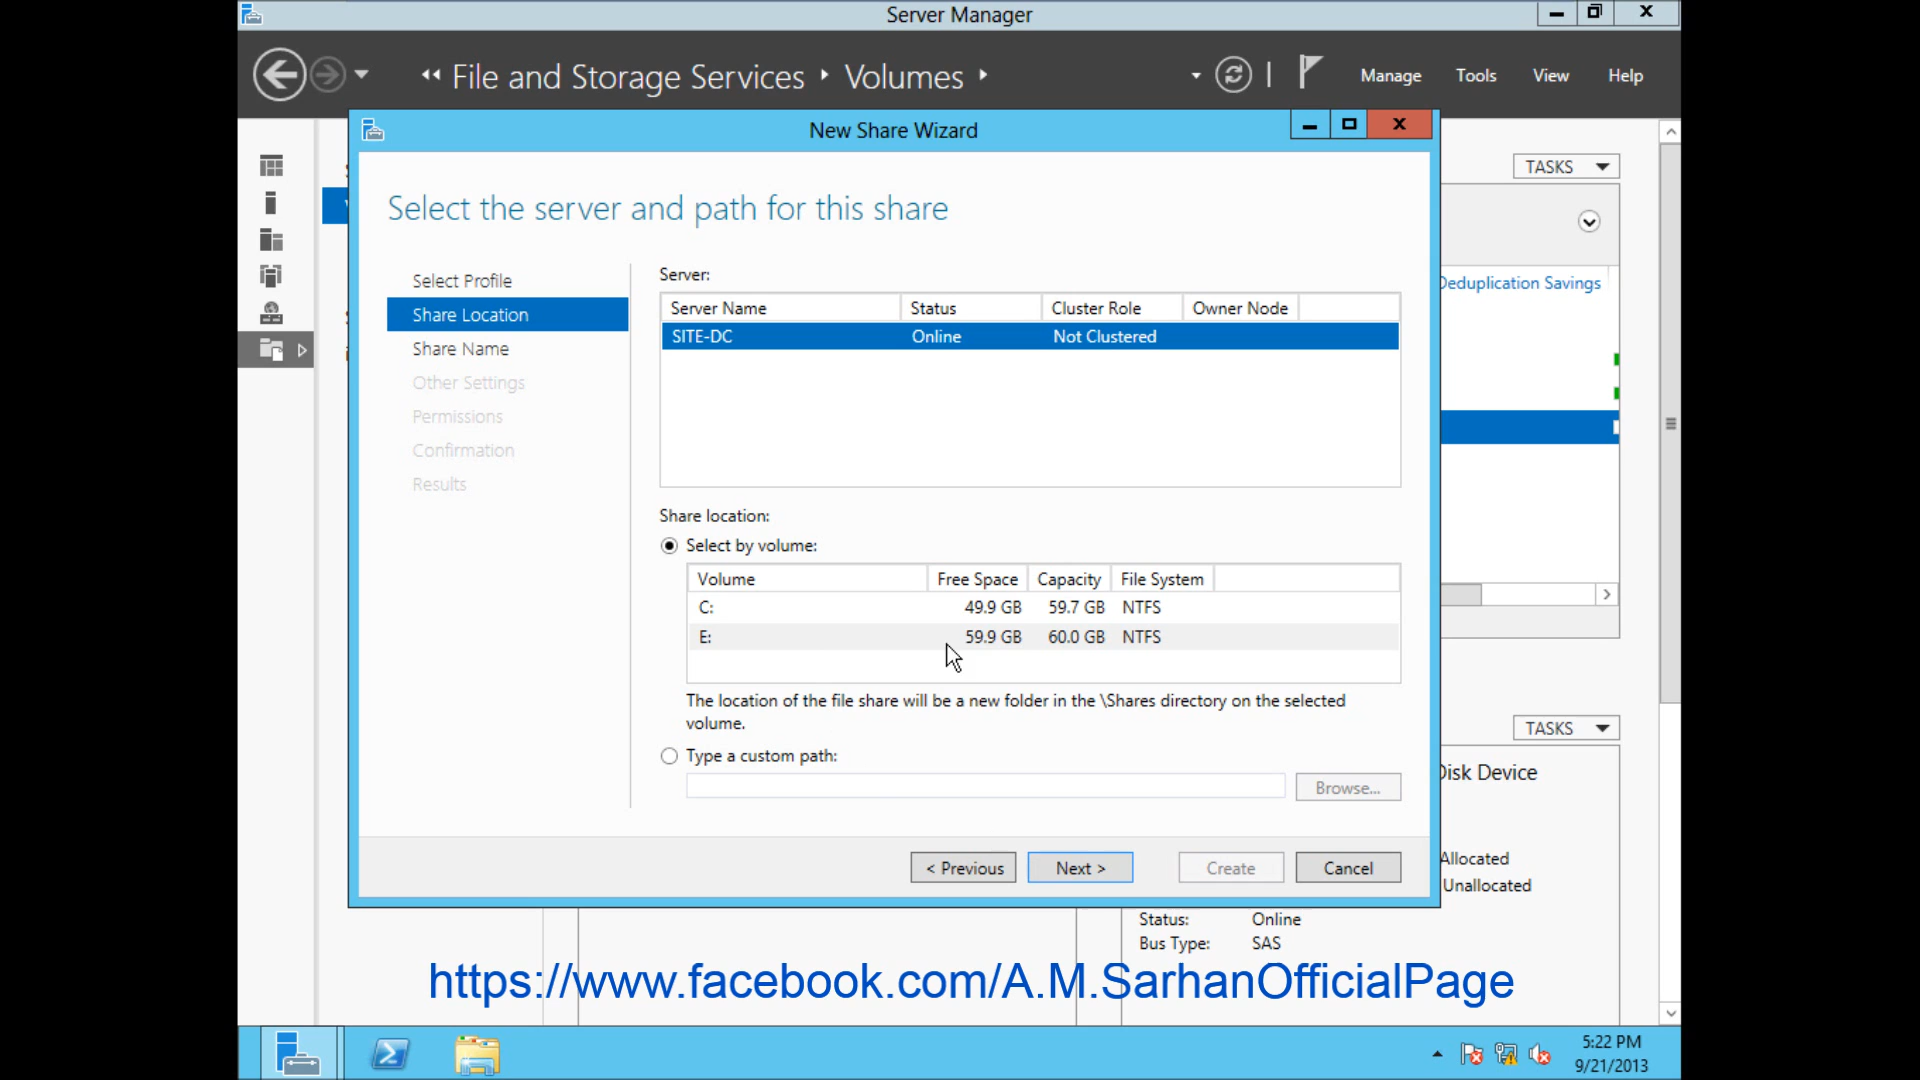 Server Manager
File and Storage Services
Volumes
Manage
Tools
View
Help
New Share Wizard
TASKS
Select the server and path for this share
Deduplication Savings
Select Profile
Share Location
Share Name
Other Settings
Permissions
Confirmation
Results
Server:
Server Name Status Cluster Role Owner Node
SITE-DC Online Not Clustered
Share location:
Select by volume:
Volume Free Space Capacity File System
C: 49.9 GB 59.7 GB NTFS
E: 59.9 GB 60.0 GB NTFS
The location of the file share will be a new folder in the \Shares directory on the selected
volume.
Type a custom path:
Browse...
TASKS
Disk Device
Allocated
Unallocated
< Previous
Next >
Create
Cancel
Status: Online
Bus Type: SAS
https://www.facebook.com/A.M.SarhanOfficialPage
5:22 PM
9/21/2013